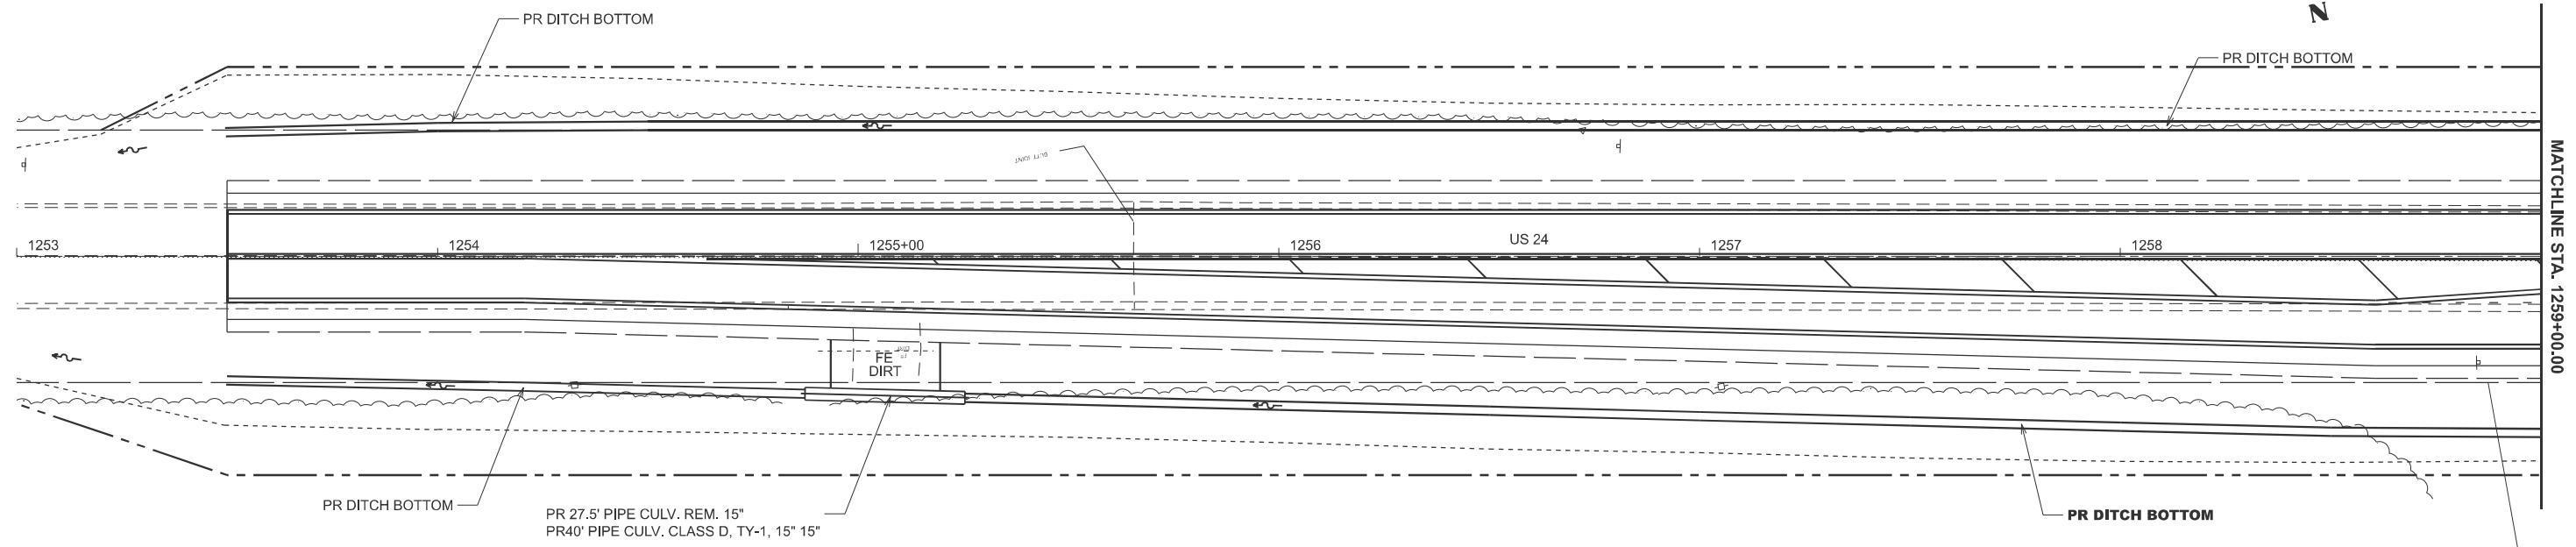 PR DITCH BOTTOM
N
PR DITCH BOTTOM
BUTT JOINT
1253
1254
1255+00
1256
US 24
1257
1258
MATCHLINE STA. 1259+00.00
FE
DIRT
PR DITCH BOTTOM
PR 27.5' PIPE CULV. REM. 15"
PR40' PIPE CULV. CLASS D, TY-1, 15" 15"
PR DITCH BOTTOM